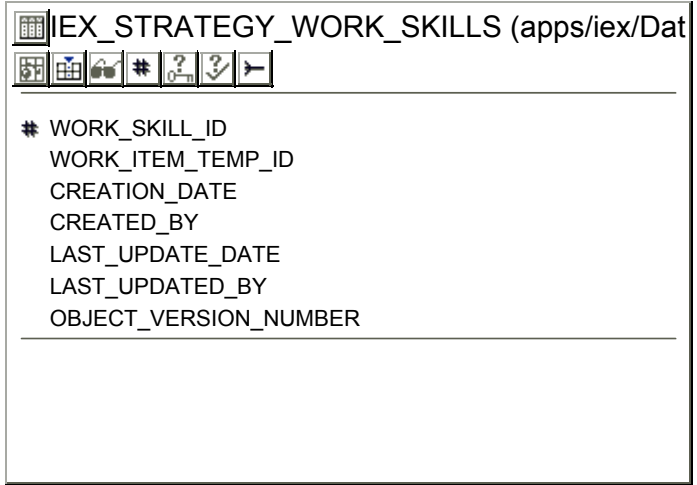 IEX_STRATEGY_WORK_SKILLS (apps/iex/Dat
# WORK_SKILL_ID
WORK_ITEM_TEMP_ID
CREATION_DATE
CREATED_BY
LAST_UPDATE_DATE
LAST_UPDATED_BY
OBJECT_VERSION_NUMBER